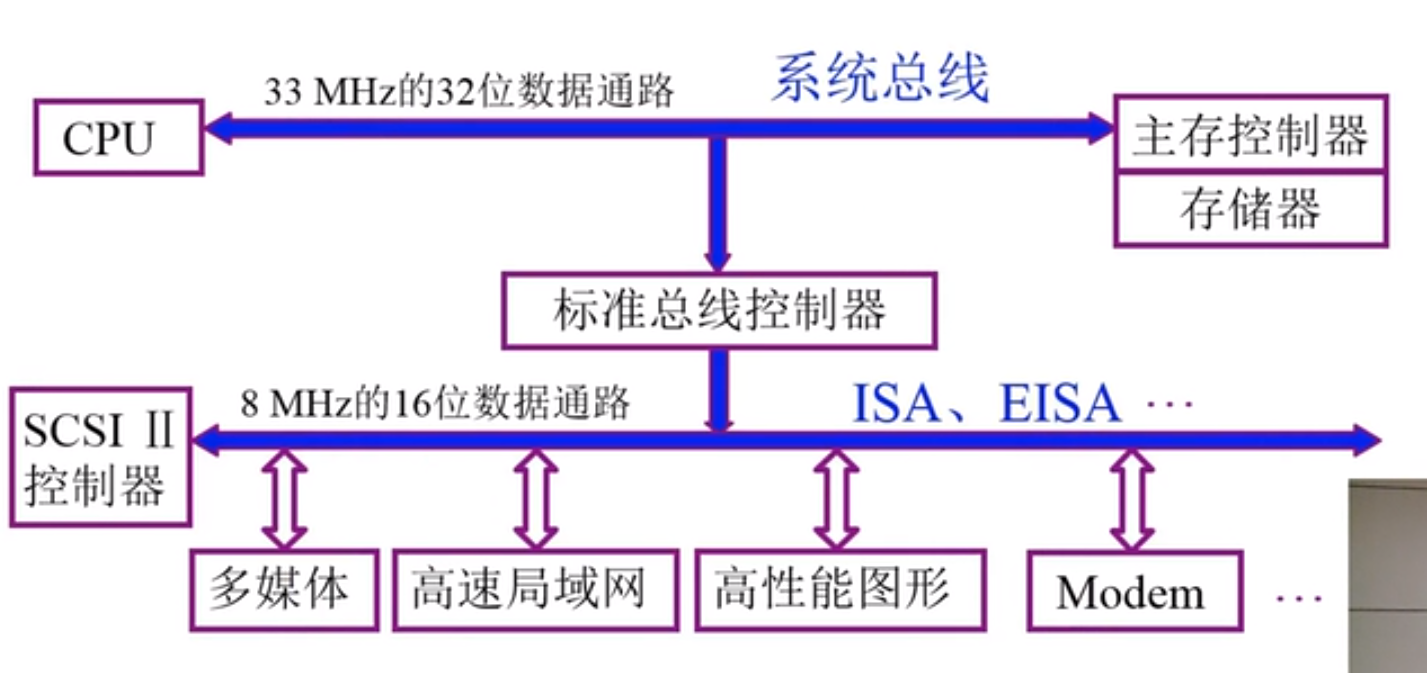 33 MHz的32位数据通路
系统总线
CPU
主存控制器
存储器
标准总线控制器
8 MHz的16位数据通路
ISA、EISA …
SCSI Ⅱ
控制器
多媒体
高速局域网
高性能图形
Modem
…